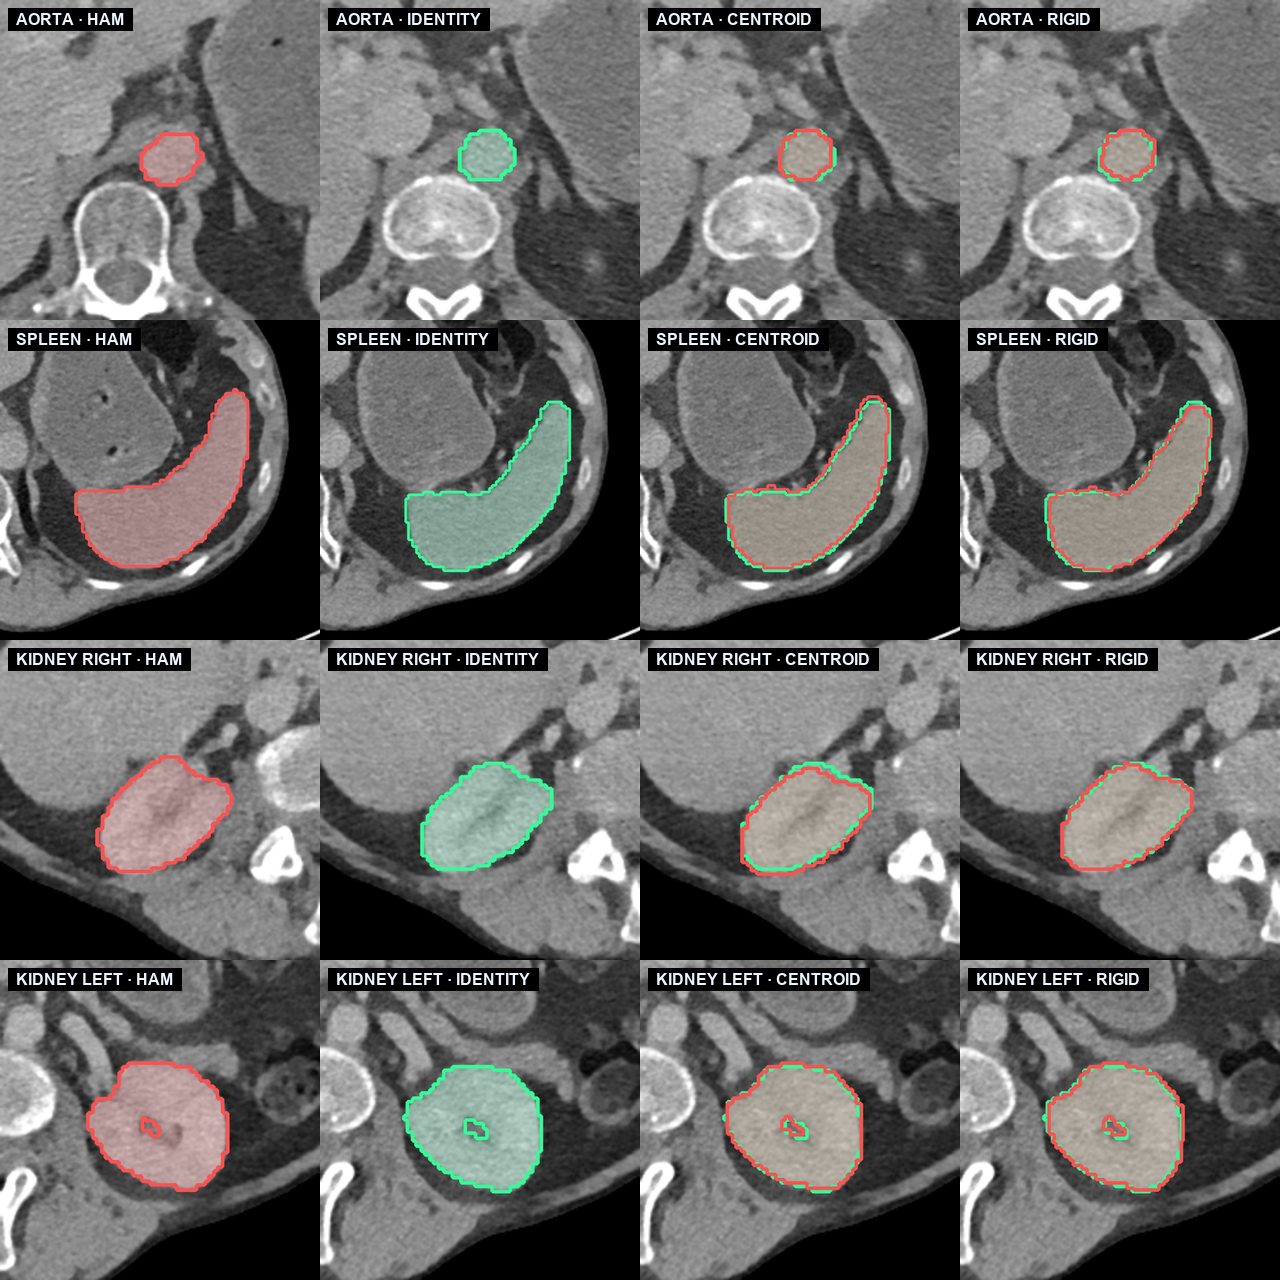 AORTA · HAM
AORTA · IDENTITY
AORTA · CENTROID
AORTA · RIGID
SPLEEN · HAM
SPLEEN · IDENTITY
SPLEEN · CENTROID
SPLEEN · RIGID
KIDNEY RIGHT · HAM
KIDNEY RIGHT · IDENTITY
KIDNEY RIGHT · CENTROID
KIDNEY RIGHT · RIGID
KIDNEY LEFT · HAM
KIDNEY LEFT · IDENTITY
KIDNEY LEFT · CENTROID
KIDNEY LEFT · RIGID